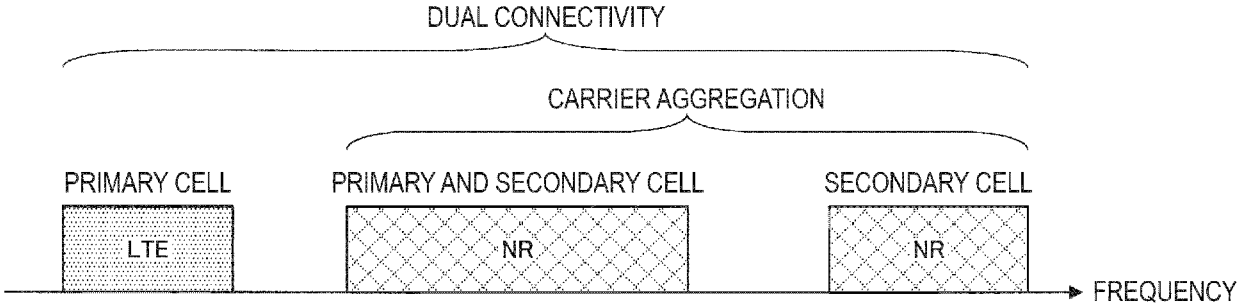 DUAL CONNECTIVITY
CARRIER AGGREGATION
PRIMARY CELL
PRIMARY AND SECONDARY CELL
SECONDARY CELL
LTE
NR
NR
FREQUENCY